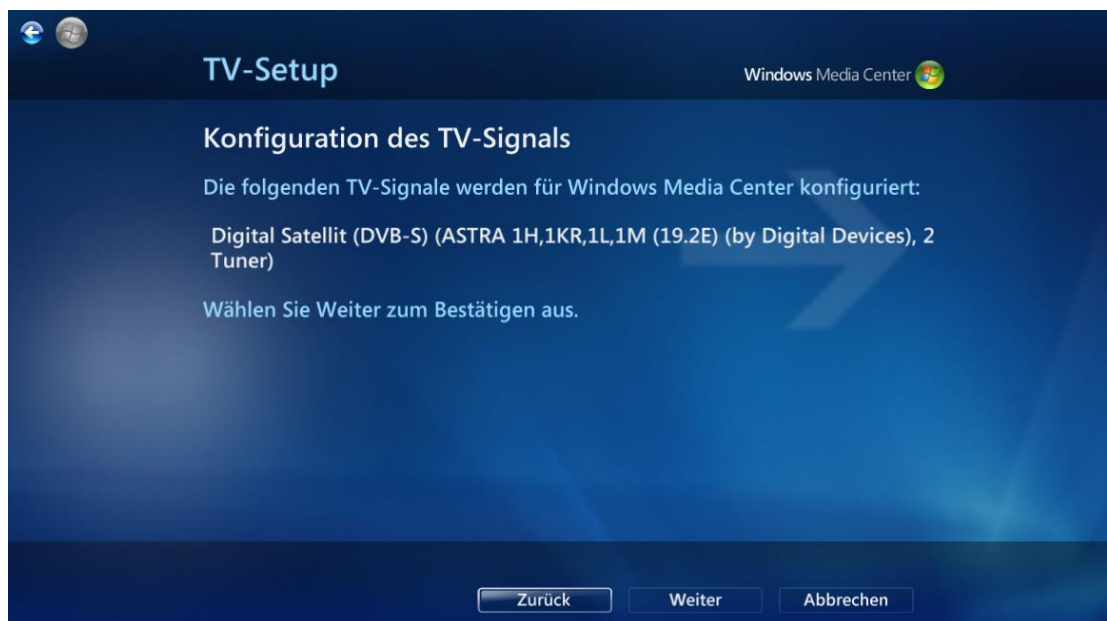 TV-Setup
Windows Media Center
Konfiguration des TV-Signals
Die folgenden TV-Signale werden für Windows Media Center konfiguriert:
Digital Satellit (DVB-S) (ASTRA 1H,1KR,1L,1M (19.2E) (by Digital Devices), 2
Tuner)
Wählen Sie Weiter zum Bestätigen aus.
Zurück
Weiter
Abbrechen